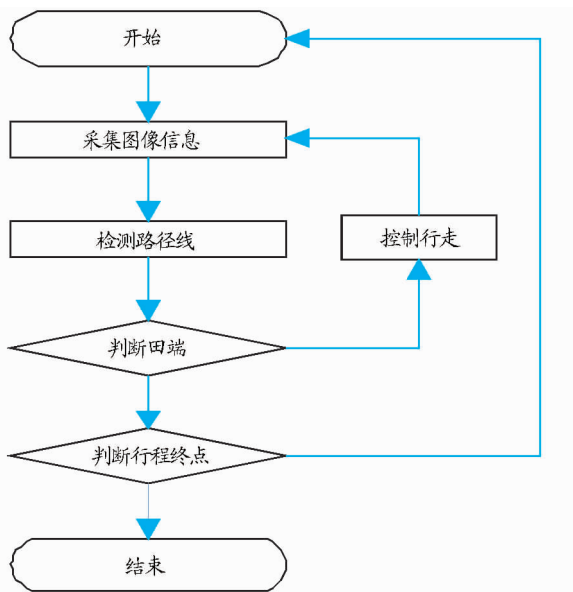 开始
采集图像信息
检测路径线
控制行走
判断田端
判断行程终点
结束